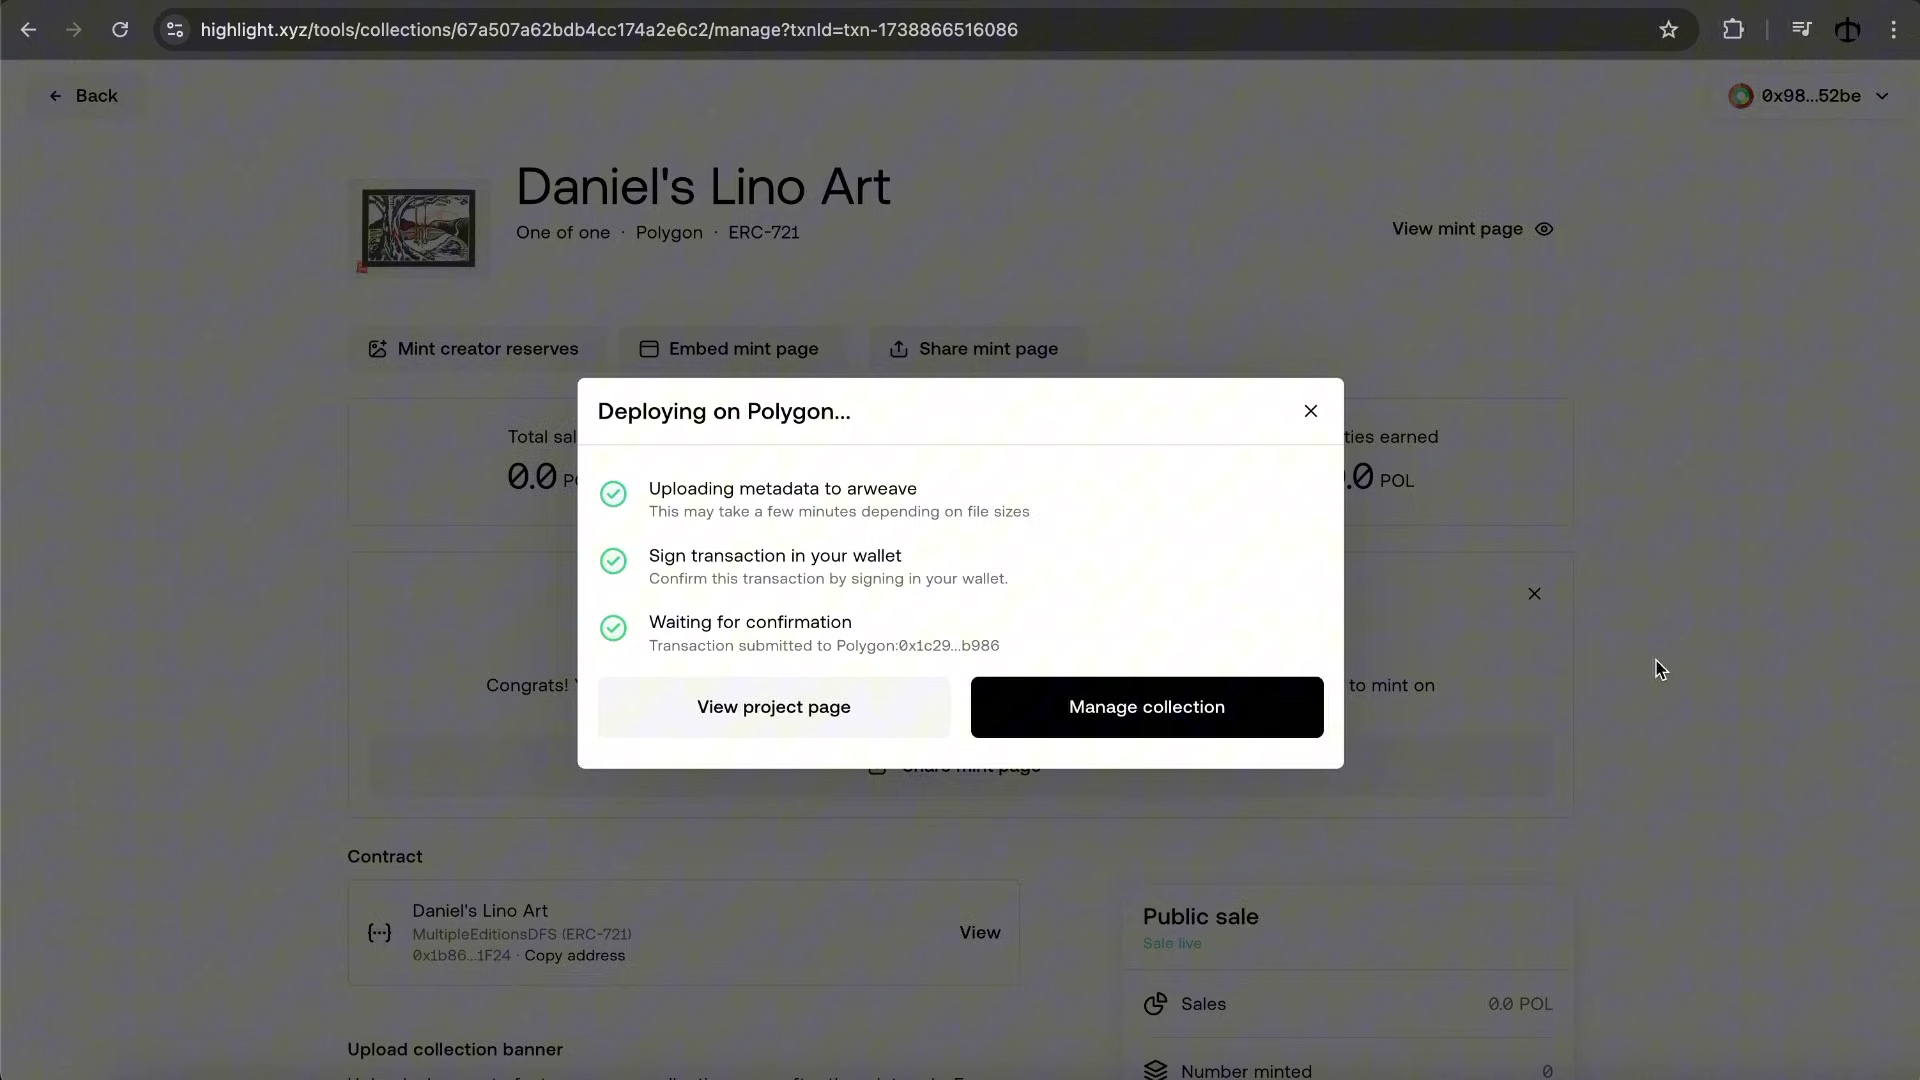 highlight.xyz/tools/collections/67a507a62bdb4cc174a2e6c2/manage?txnId=txn-1738866516086
Back
0x98...52be
Daniel's Lino Art
One of one · Polygon · ERC-721
View mint page
Mint creator reserves
Embed mint page
Share mint page
Deploying on Polygon...
Total sal
ties earned
0.0
.0 POL
Uploading metadata to arweave
This may take a few minutes depending on file sizes
Sign transaction in your wallet
Confirm this transaction by signing in your wallet.
Waiting for confirmation
Transaction submitted to Polygon:0x1c29...b986
Congrats!
to mint on
View project page
Manage collection
Share mint page
Contract
Daniel's Lino Art
MultipleEditionsDFS (ERC-721)
0x1b86...1F24 · Copy address
View
Public sale
Sale live
Sales
0.0 POL
Upload collection banner
Number minted
0